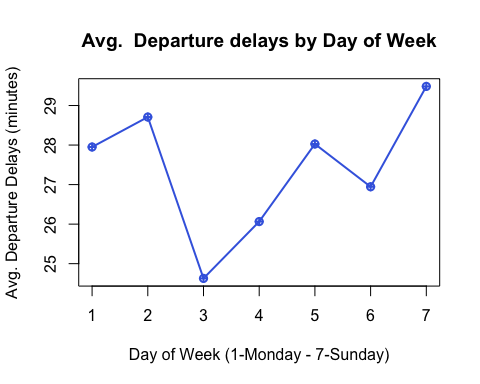 Avg.  Departure delays by Day of Week
Avg. Departure Delays (minutes)
29
28
27
26
25
1 2 3 4 5 6 7
Day of Week (1-Monday - 7-Sunday)